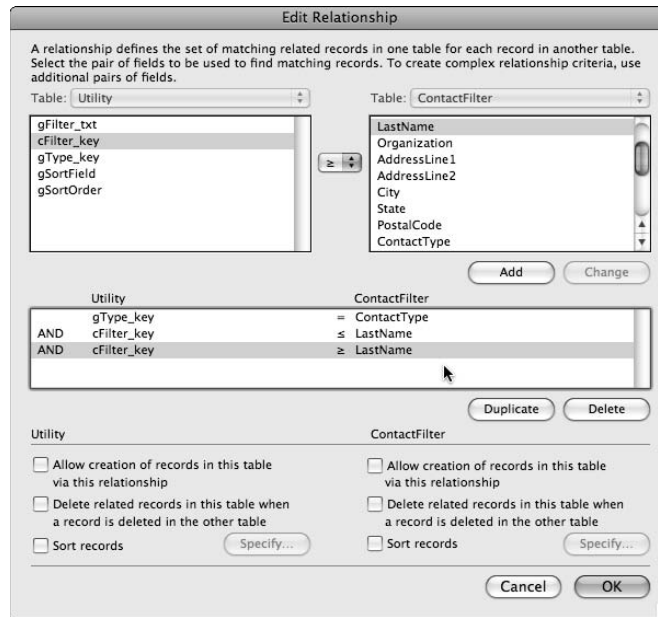 Edit Relationship
A relationship defines the set of matching related records in one table for each record in another table.
Select the pair of fields to be used to find matching records. To create complex relationship criteria, use
additional pairs of fields.
Table: Utility
Table: ContactFilter
gFilter_txt
cFilter_key
gType_key
gSortField
gSortOrder
≥
LastName
Organization
AddressLine1
AddressLine2
City
State
PostalCode
ContactType
Add
Change
Utility ContactFilter
gType_key = ContactType
AND cFilter_key ≤ LastName
AND cFilter_key ≥ LastName
Duplicate
Delete
Utility
Allow creation of records in this table
via this relationship
Delete related records in this table when
a record is deleted in the other table
Sort records Specify...
ContactFilter
Allow creation of records in this table
via this relationship
Delete related records in this table when
a record is deleted in the other table
Sort records Specify...
Cancel
OK